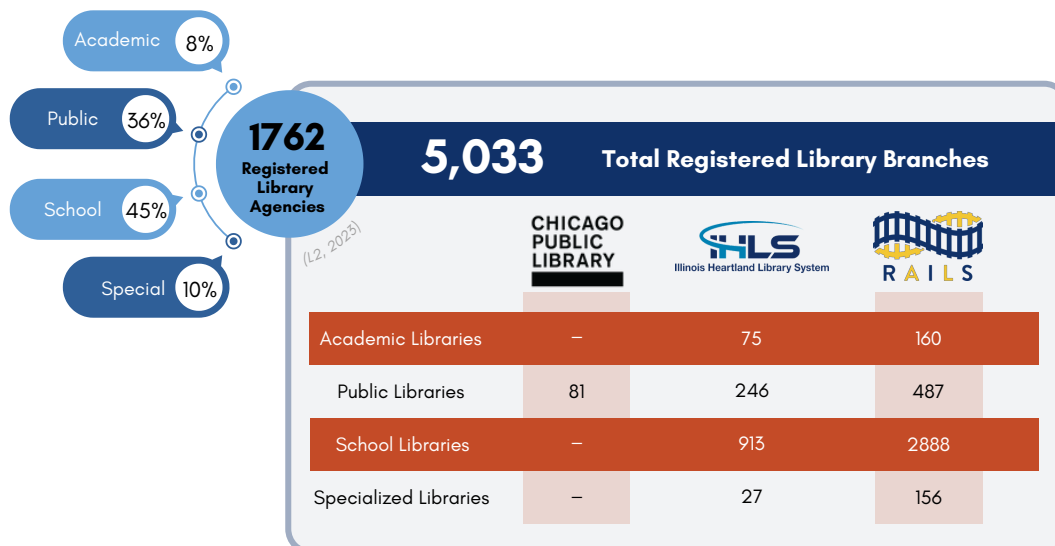 Academic 8%
Public 36%
School 45%
Special 10%
1762
Registered
Library
Agencies
5,033 Total Registered Library Branches
(L2, 2023)
CHICAGO
PUBLIC
LIBRARY
iHLS
Illinois Heartland Library System
RAILS
Academic Libraries – 75 160
Public Libraries 81 246 487
School Libraries – 913 2888
Specialized Libraries – 27 156